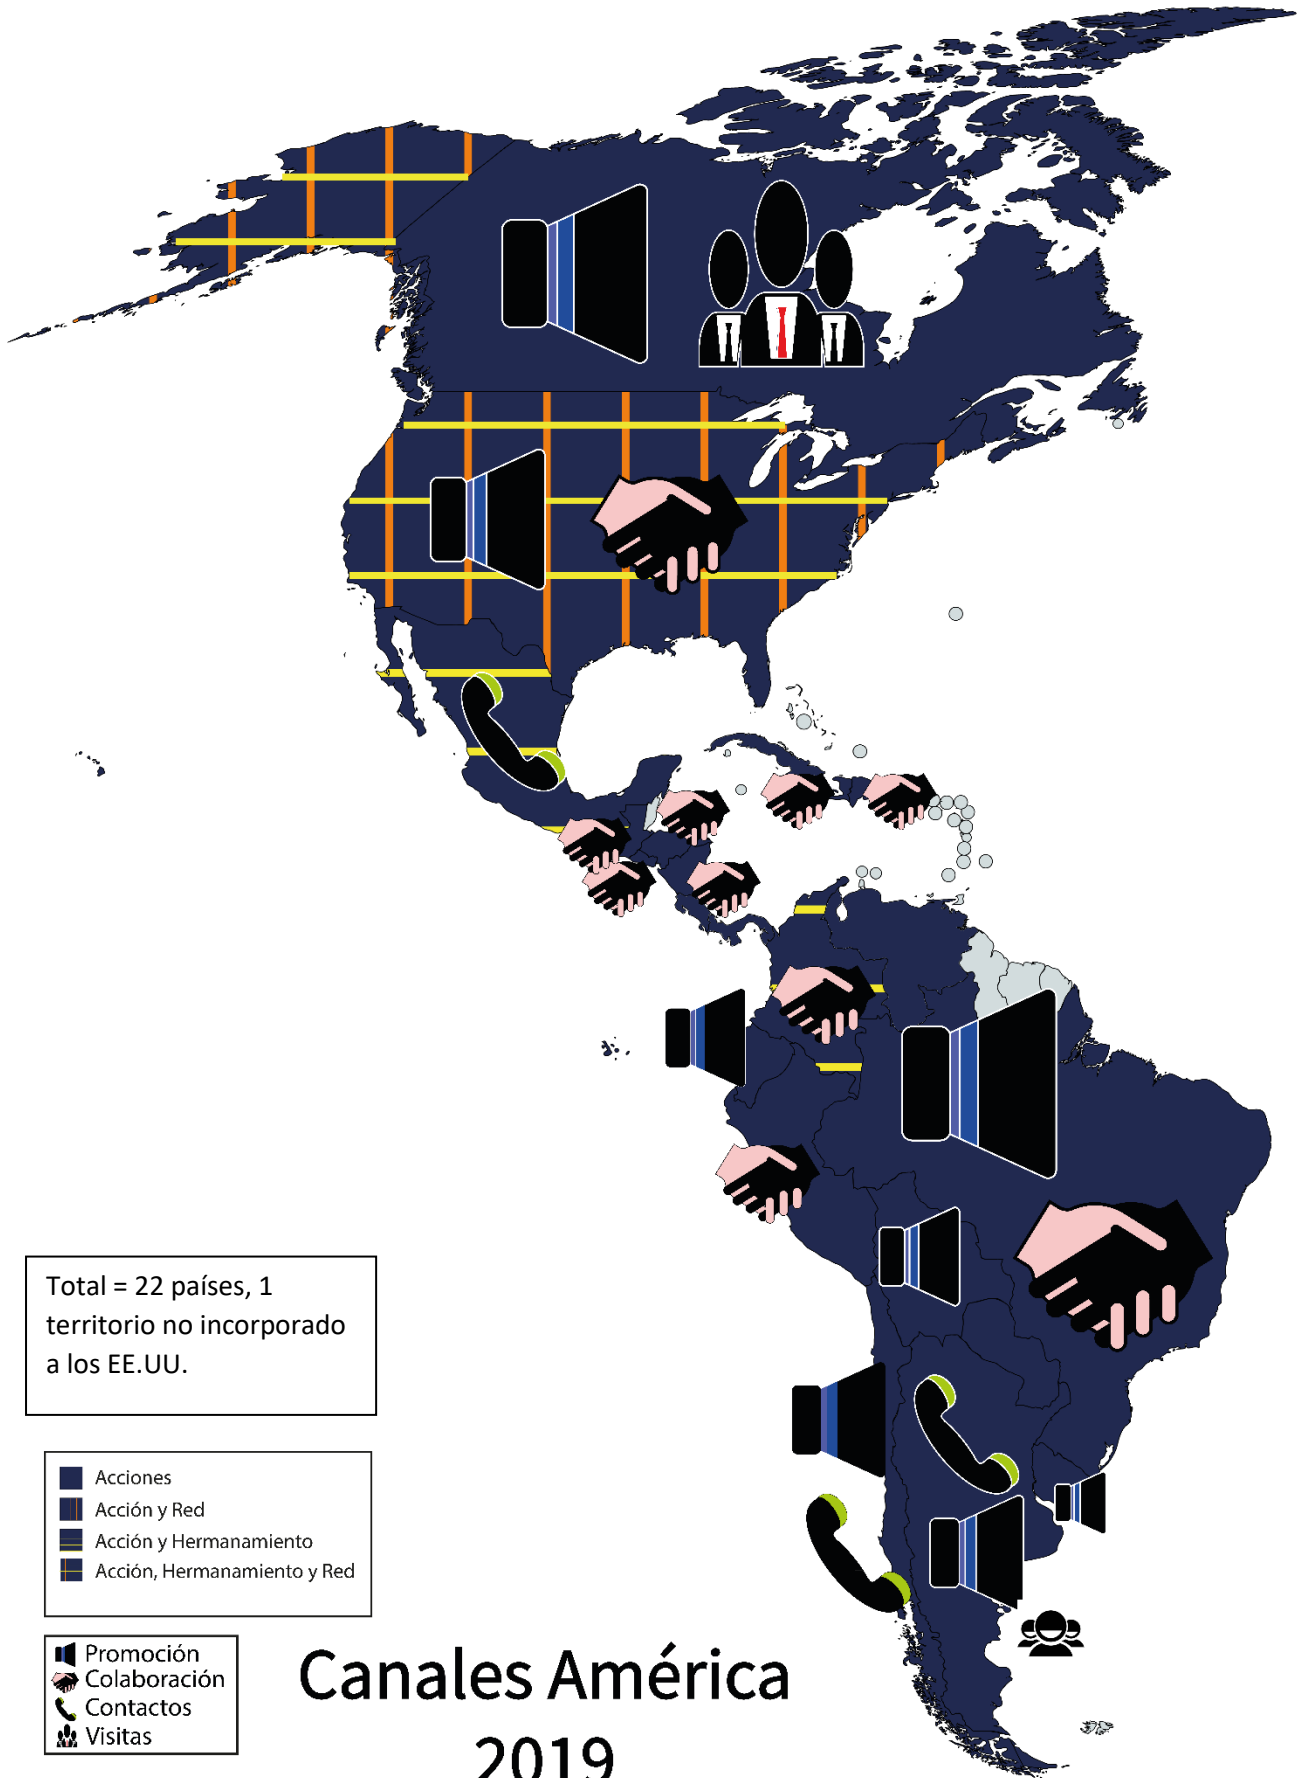 Total = 22 países, 1
territorio no incorporado
a los EE.UU.
Acciones
Acción y Red
Acción y Hermanamiento
Acción, Hermanamiento y Red
Promoción
Colaboración
Contactos
Visitas
Canales América
2019